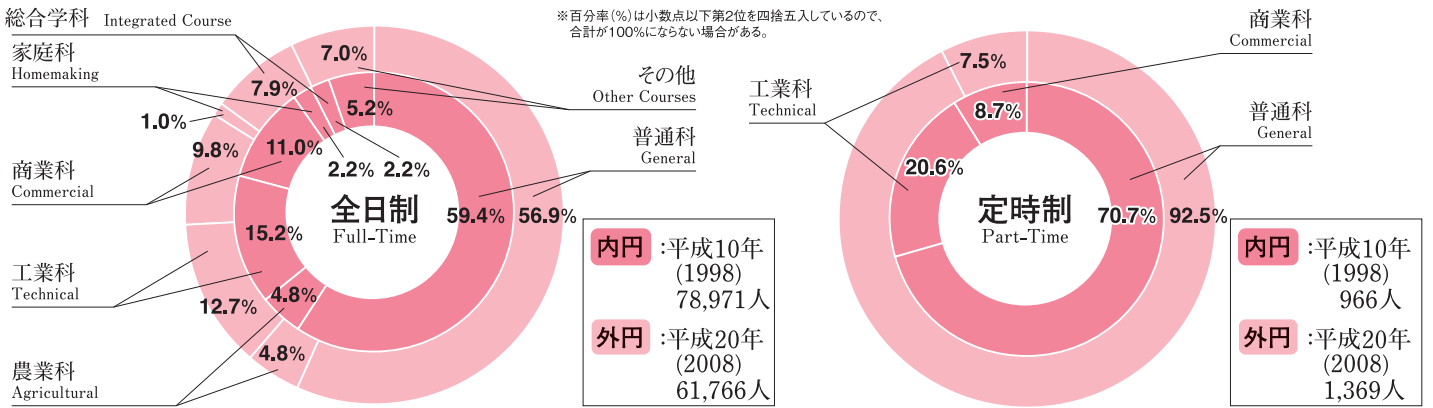 ※百分率(%)は小数点以下第2位を四捨五入しているので、
合計が100%にならない場合がある。
総合学科 Integrated Course
家庭科
Homemaking
商業科
Commercial
工業科
Technical
農業科
Agricultural
その他
Other Courses
普通科
General
7.0%
7.9%
1.0%
9.8%
12.7%
4.8%
56.9%
5.2%
2.2%
2.2%
11.0%
15.2%
4.8%
59.4%
全日制
Full-Time
内円:平成10年
(1998)
78,971人
外円:平成20年
(2008)
61,766人
商業科
Commercial
工業科
Technical
普通科
General
7.5%
8.7%
20.6%
70.7%
92.5%
定時制
Part-Time
内円:平成10年
(1998)
966人
外円:平成20年
(2008)
1,369人